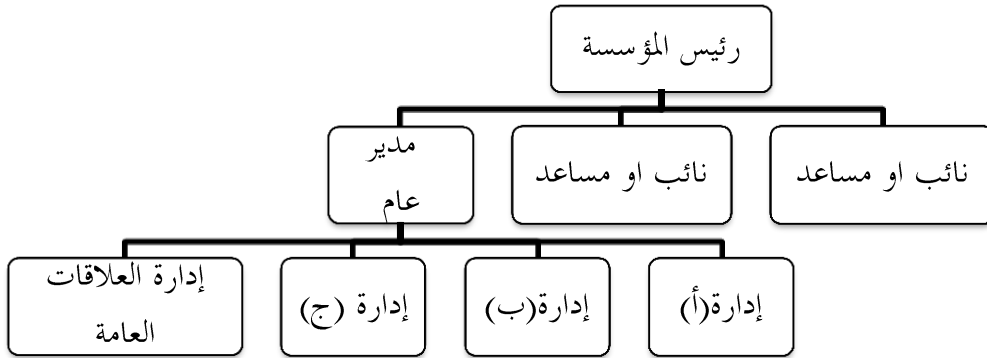 رئيس المؤسسة
نائب او مساعد
نائب او مساعد
مدير
عام
إدارة(أ)
إدارة(ب)
إدارة (ج)
إدارة العلاقات
العامة